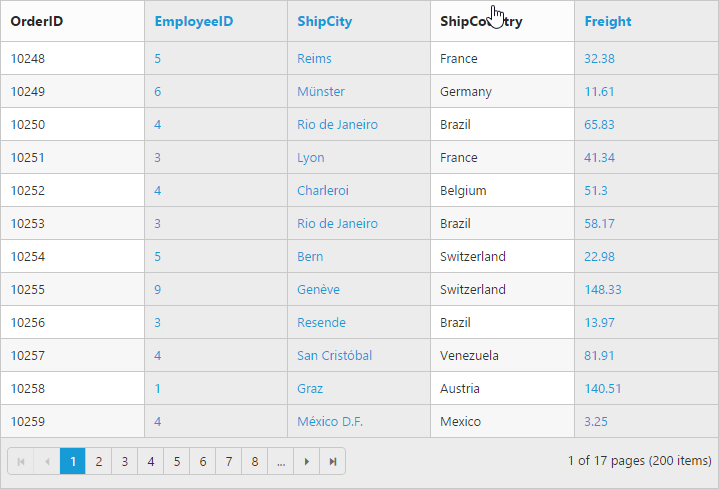 OrderID EmployeeID ShipCity ShipCountry Freight
10248 5 Reims France 32.38
10249 6 Münster Germany 11.61
10250 4 Rio de Janeiro Brazil 65.83
10251 3 Lyon France 41.34
10252 4 Charleroi Belgium 51.3
10253 3 Rio de Janeiro Brazil 58.17
10254 5 Bern Switzerland 22.98
10255 9 Genève Switzerland 148.33
10256 3 Resende Brazil 13.97
10257 4 San Cristóbal Venezuela 81.91
10258 1 Graz Austria 140.51
10259 4 México D.F. Mexico 3.25
1 2 3 4 5 6 7 8 ... 1 of 17 pages (200 items)